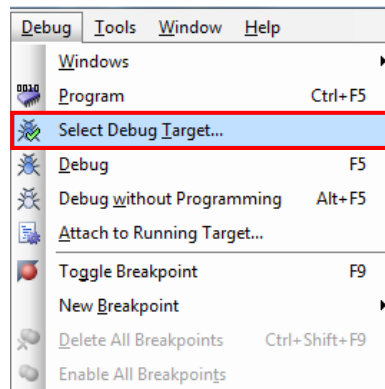 Debug Tools Window Help
Windows
0010
Program Ctrl+F5
Select Debug Target...
Debug F5
Debug without Programming Alt+F5
Attach to Running Target...
Toggle Breakpoint F9
New Breakpoint
Delete All Breakpoints Ctrl+Shift+F9
Enable All Breakpoints